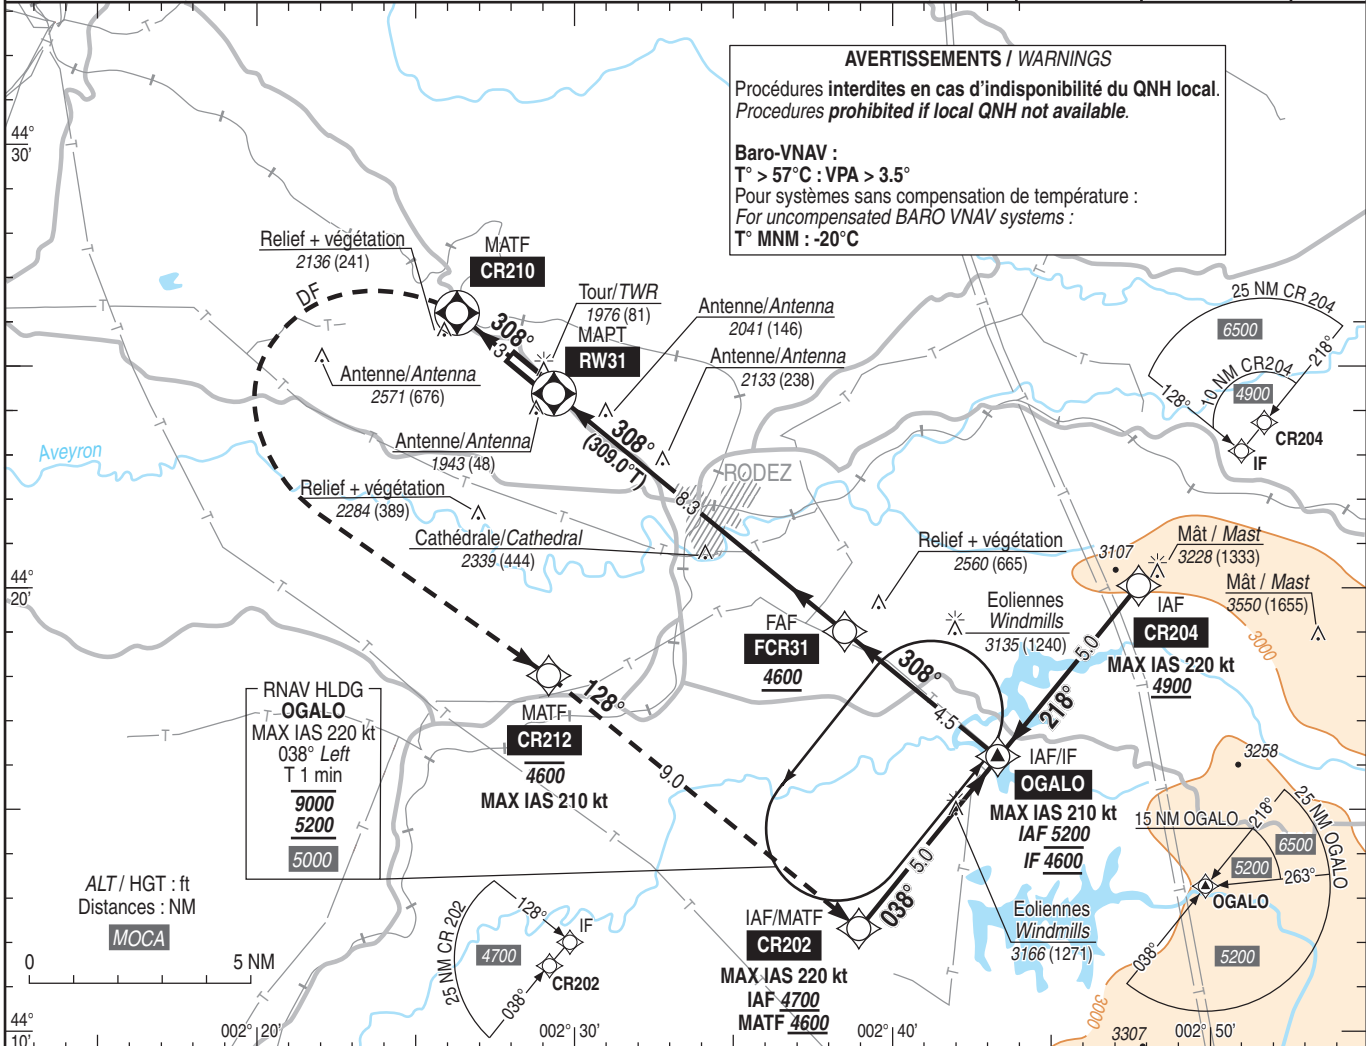 AVERTISSEMENTS / WARNINGS
Procédures interdites en cas d'indisponibilité du QNH local.
Procedures prohibited if local QNH not available.
Baro-VNAV :
T° > 57°C : VPA > 3.5°
Pour systèmes sans compensation de température :
For uncompensated BARO VNAV systems :
T° MNM : -20°C
44°
30'
Relief + végétation
2136 (241)
MATF
CR210
DF
308°
3
Tour/TWR
1976 (81)
MAPT
RW31
Antenne/Antenna
2041 (146)
Antenne/Antenna
2133 (238)
25 NM CR 204
6500
218°
10 NM CR204
4900
128°
CR204
IF
Antenne/Antenna
2571 (676)
Antenne/Antenna
1943 (48)
308°
(309.0°T)
Aveyron
RODEZ
8.3
Relief + végétation
2284 (389)
Cathédrale/Cathedral
2339 (444)
Relief + végétation
2560 (665)
3107
Mât / Mast
3228 (1333)
Mât / Mast
3550 (1655)
44°
20'
Eoliennes
Windmills
3135 (1240)
IAF
CR204
MAX IAS 220 kt
4900
3000
5.0
218°
FAF
FCR31
4600
308°
4.5
RNAV HLDG
OGALO
MAX IAS 220 kt
038° Left
T 1 min
9000
5200
5000
128°
MATF
CR212
4600
MAX IAS 210 kt
9.0
IAF/IF
OGALO
MAX IAS 210 kt
IAF 5200
IF 4600
3258
15 NM OGALO
218°
25 NM OGALO
6500
5200
263°
OGALO
038°
5200
5.0
038°
ALT / HGT : ft
Distances : NM
MOCA
0
5 NM
25 NM CR 202
128°
IF
4700
CR202
038°
IAF/MATF
CR202
MAX IAS 220 kt
IAF 4700
MATF 4600
Eoliennes
Windmills
3166 (1271)
3000
3307
44°
10'
002° 20'
002° 30'
002° 40'
002° 50'